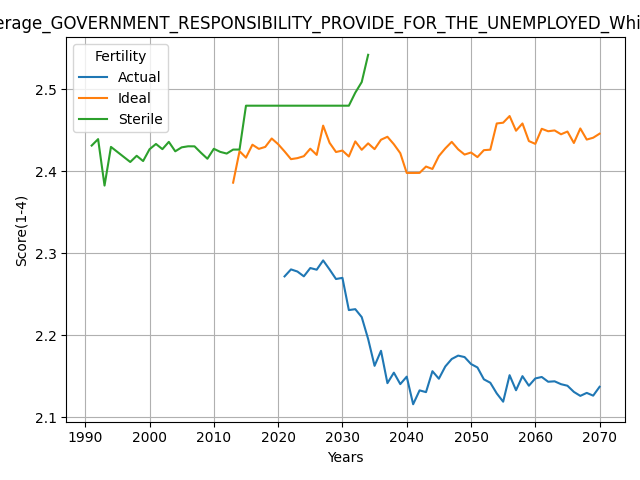 erage_GOVERNMENT_RESPONSIBILITY_PROVIDE_FOR_THE_UNEMPLOYED_Whi
Fertility
Actual
Ideal
Sterile
Score(1-4)
2.5
2.4
2.3
2.2
2.1
1990 2000 2010 2020 2030 2040 2050 2060 2070
Years